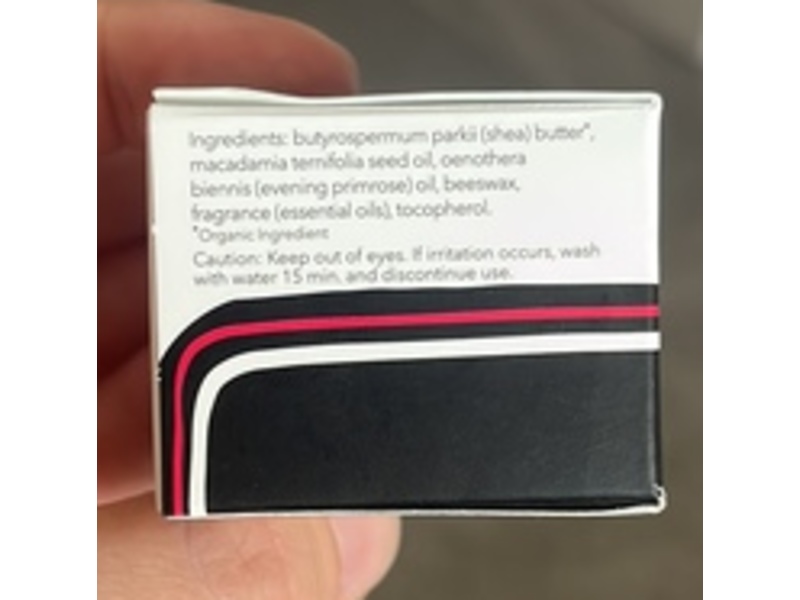 Ingredients: butyrospermum parkii (shea) butter*,
macadamia ternifolia seed oil, oenothera
biennis (evening primrose) oil, beeswax,
fragrance (essential oils), tocopherol.
*Organic Ingredient
Caution: Keep out of eyes. If irritation occurs, wash
with water 15 min, and discontinue use.